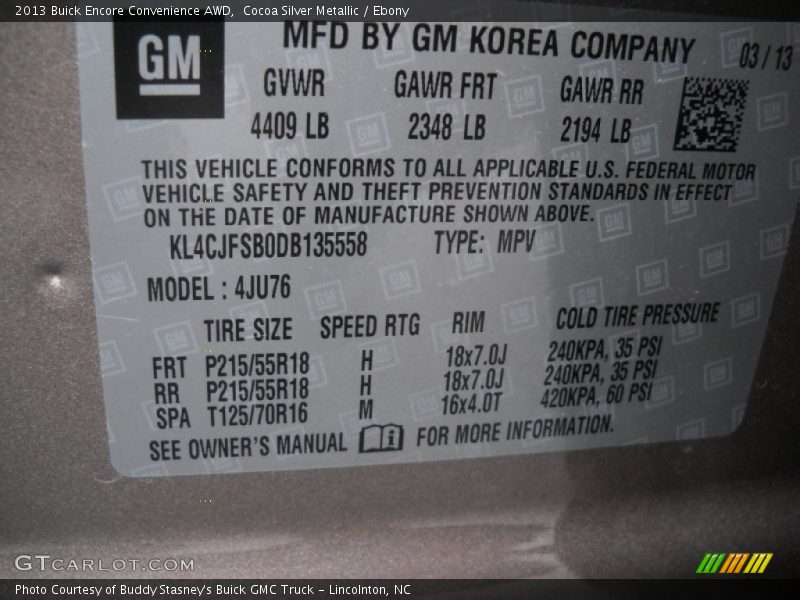 2013 Buick Encore Convenience AWD, Cocoa Silver Metallic / Ebony
GM
MFD BY GM KOREA COMPANY 03 / 13
GVWR GAWR FRT GAWR RR
4409 LB 2348 LB 2194 LB
THIS VEHICLE CONFORMS TO ALL APPLICABLE U.S. FEDERAL MOTOR
VEHICLE SAFETY AND THEFT PREVENTION STANDARDS IN EFFECT
ON THE DATE OF MANUFACTURE SHOWN ABOVE.
KL4CJFSB0DB135558 TYPE: MPV
MODEL : 4JU76
TIRE SIZE SPEED RTG RIM COLD TIRE PRESSURE
FRT P215/55R18 H 18x7.0J 240KPA, 35 PSI
RR P215/55R18 H 18x7.0J 240KPA, 35 PSI
SPA T125/70R16 M 16x4.0T 420KPA, 60 PSI
SEE OWNER'S MANUAL FOR MORE INFORMATION.
GTCARLOT.COM
Photo Courtesy of Buddy Stasney's Buick GMC Truck - Lincolnton, NC